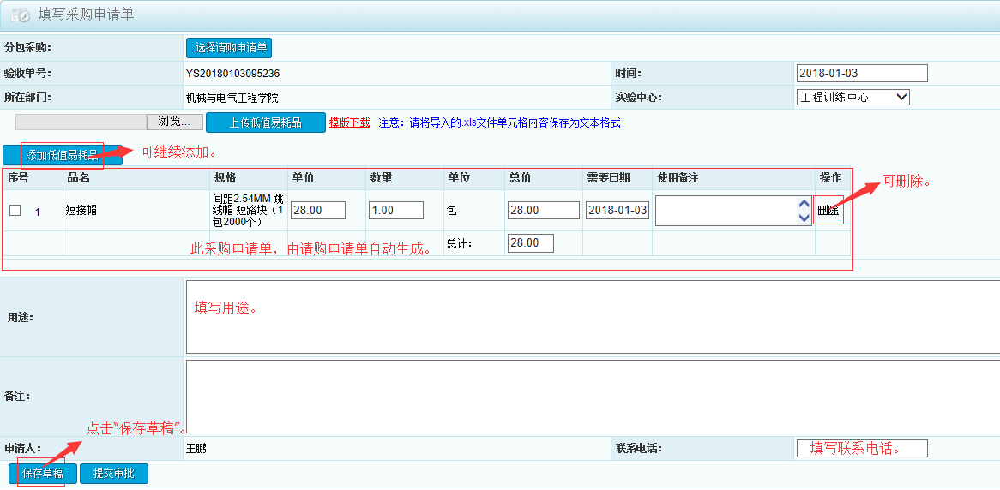 填写采购申请单
分包采购:
选择请购申请单
验收单号: YS20180103095236 时间: 2018-01-03
所在部门: 机械与电气工程学院 实验中心: 工程训练中心
浏览... 上传低值易耗品 模版下载 注意：请将导入的.xls文件单元格内容保存为文本格式
添加低值易耗品 可继续添加。
序号 品名 规格 单价 数量 单位 总价 需要日期 使用备注 操作
可删除。
1 短接帽 间距2.54MM 跳
线帽 短路块（1
包2000个） 28.00 1.00 包 28.00 2018-01-03 删除
此采购申请单，由请购申请单自动生成。 总计: 28.00
用途: 填写用途。
备注:
点击“保存草稿”。
申请人: 王鹏 联系电话: 填写联系电话。
保存草稿 提交审批